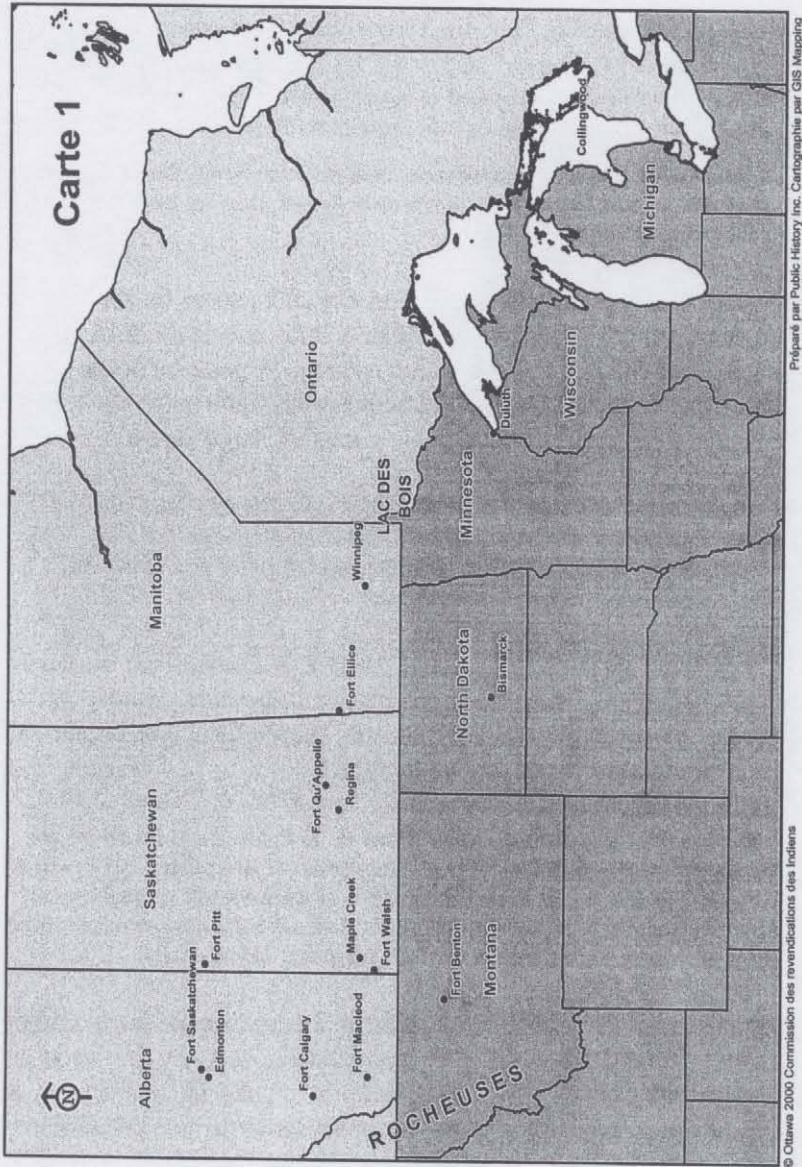 Carte 1
N
Alberta
Saskatchewan
Manitoba
Ontario
Fort Saskatchewan
Edmonton
Fort Pitt
Fort Calgary
Fort Macleod
Maple Creek
Fort Walsh
Fort Qu'Appelle
Regina
Fort Ellice
Winnipeg
LAC DES
BOIS
ROCHEUSES
Fort Benton
Montana
North Dakota
Bismarck
Minnesota
Duluth
Wisconsin
Michigan
Collingwood
© Ottawa 2000 Commission des revendications des Indiens
Préparé par Public History Inc. Cartographie par GIS Mapping